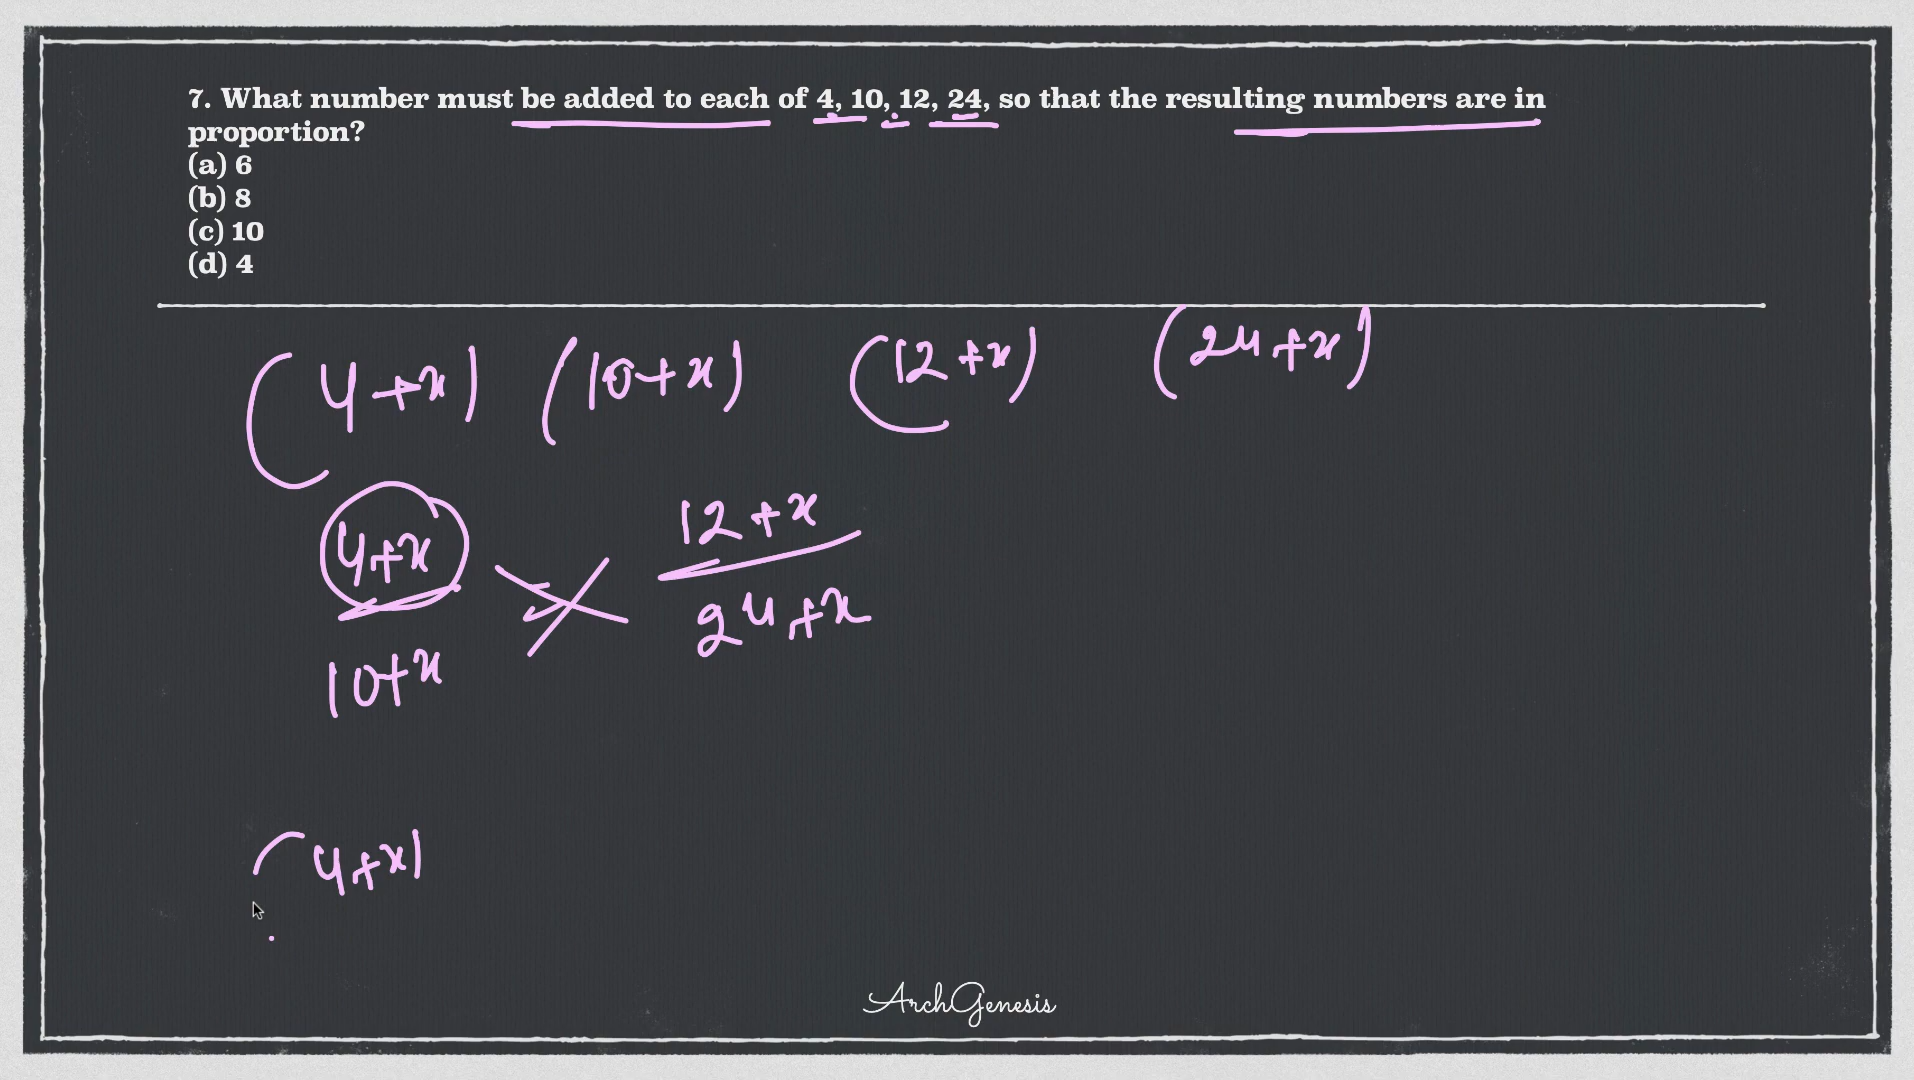 7. What number must be added to each of 4, 10, 12, 24, so that the resulting numbers are in
proportion?
(a) 6
(b) 8
(c) 10
(d) 4
(4+x) (10+x) (12+x) (24+x)
4+x 12+x
10+x 24+x
(4+x)
ArchGenesis